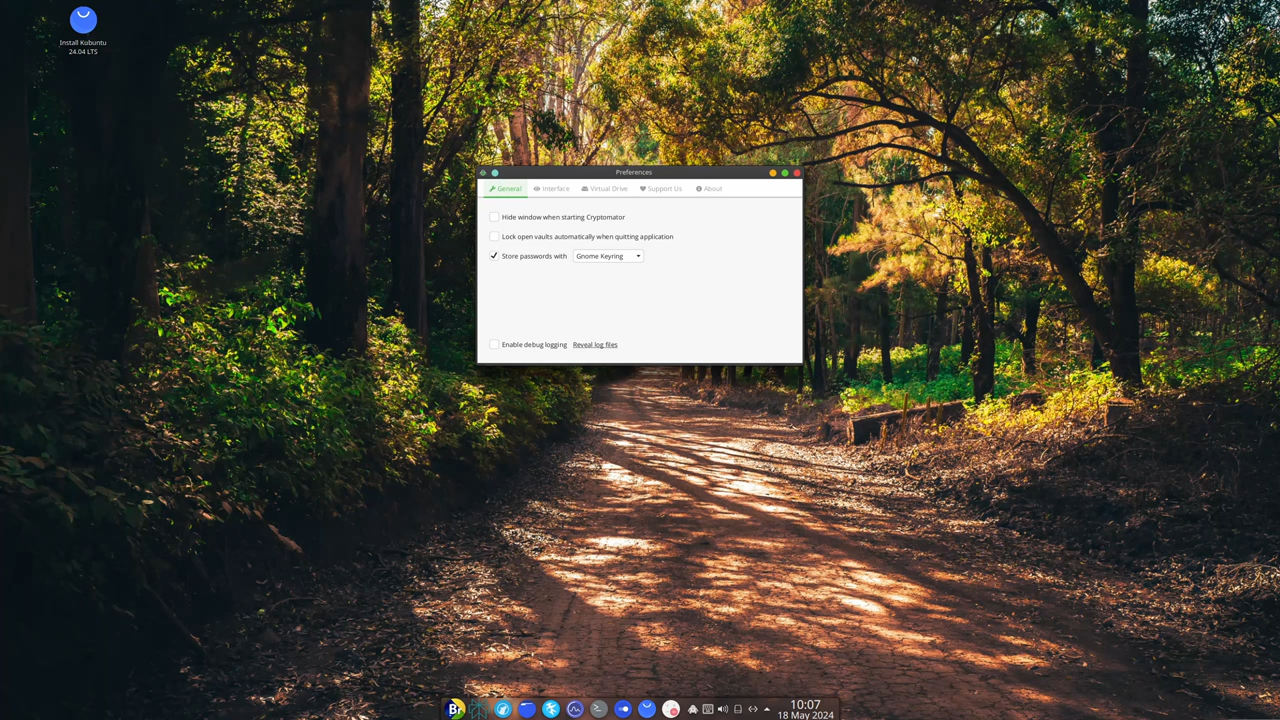 Install Kobuntu
24.04 LTS
Preferences
General
Interface
Virtual Drive
Support Us
About
Hide window when starting Cryptomator
Lock open vaults automatically when quitting application
Store passwords with
Gnome Keyring
Enable debug logging
Reveal log files
10:07
18 May 2024